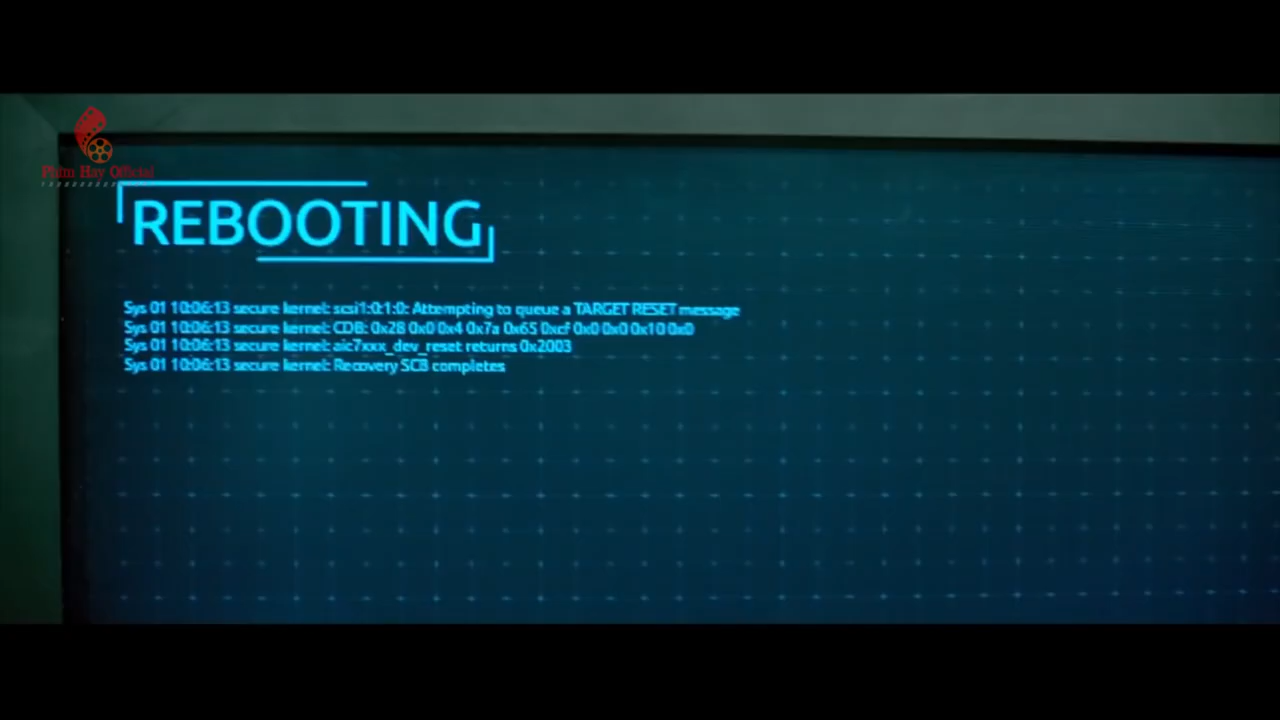 Phim Hay Official
REBOOTING
Sys 01 10:06:13 secure kernel: scsi1:0:1:0: Attempting to queue a TARGET RESET message
Sys 01 10:06:13 secure kernel: CDB: 0x28 0x0 0x4 0x7a 0x65 0xcf 0x0 0x0 0x10 0x0
Sys 01 10:06:13 secure kernel: aic7xxx_dev_reset returns 0x2003
Sys 01 10:06:13 secure kernel: Recovery SCB completes